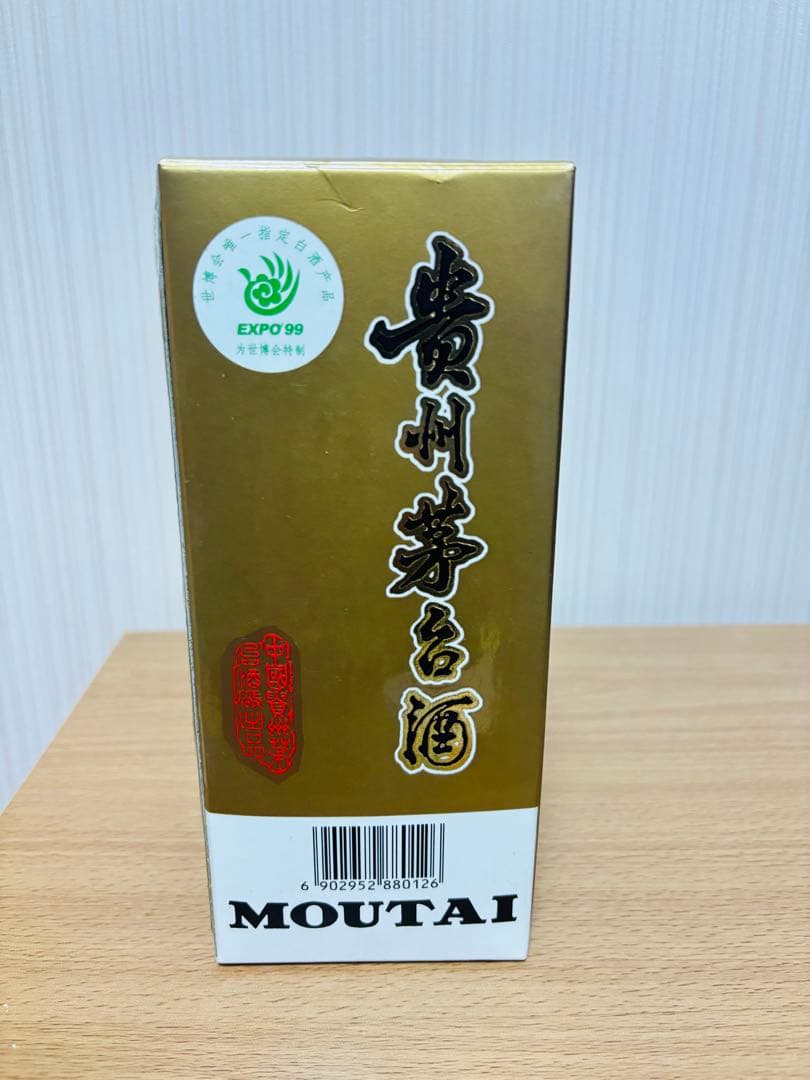 世博会唯一指定白酒产品
EXPO'99
为世博会特制
貴州茅台酒
6 902952 880126
MOUTAI